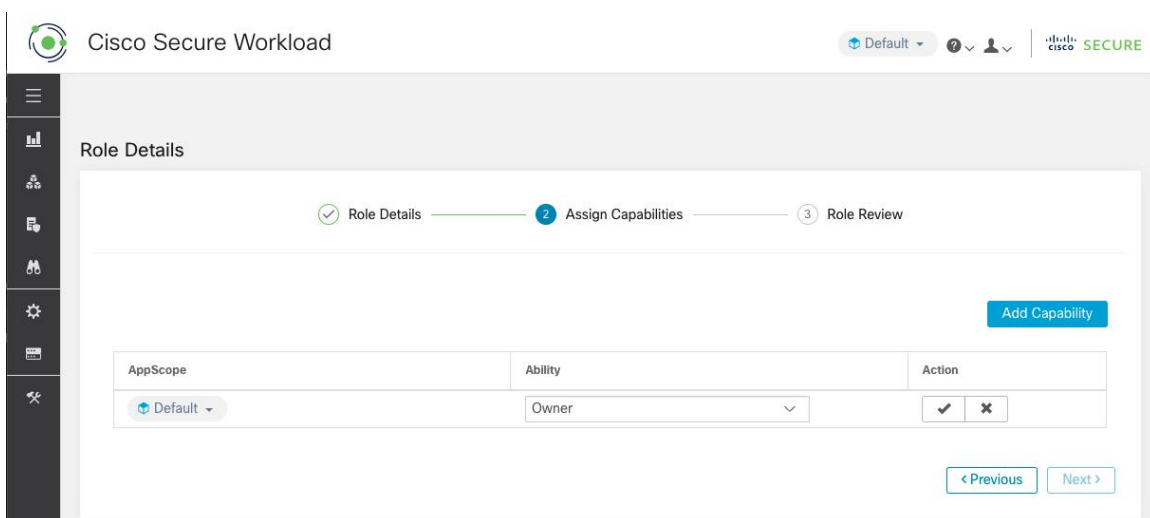 Cisco Secure Workload
Default
cisco SECURE
Role Details
Role Details
2 Assign Capabilities
3 Role Review
Add Capability
AppScope Ability Action
Default Owner
Previous Next